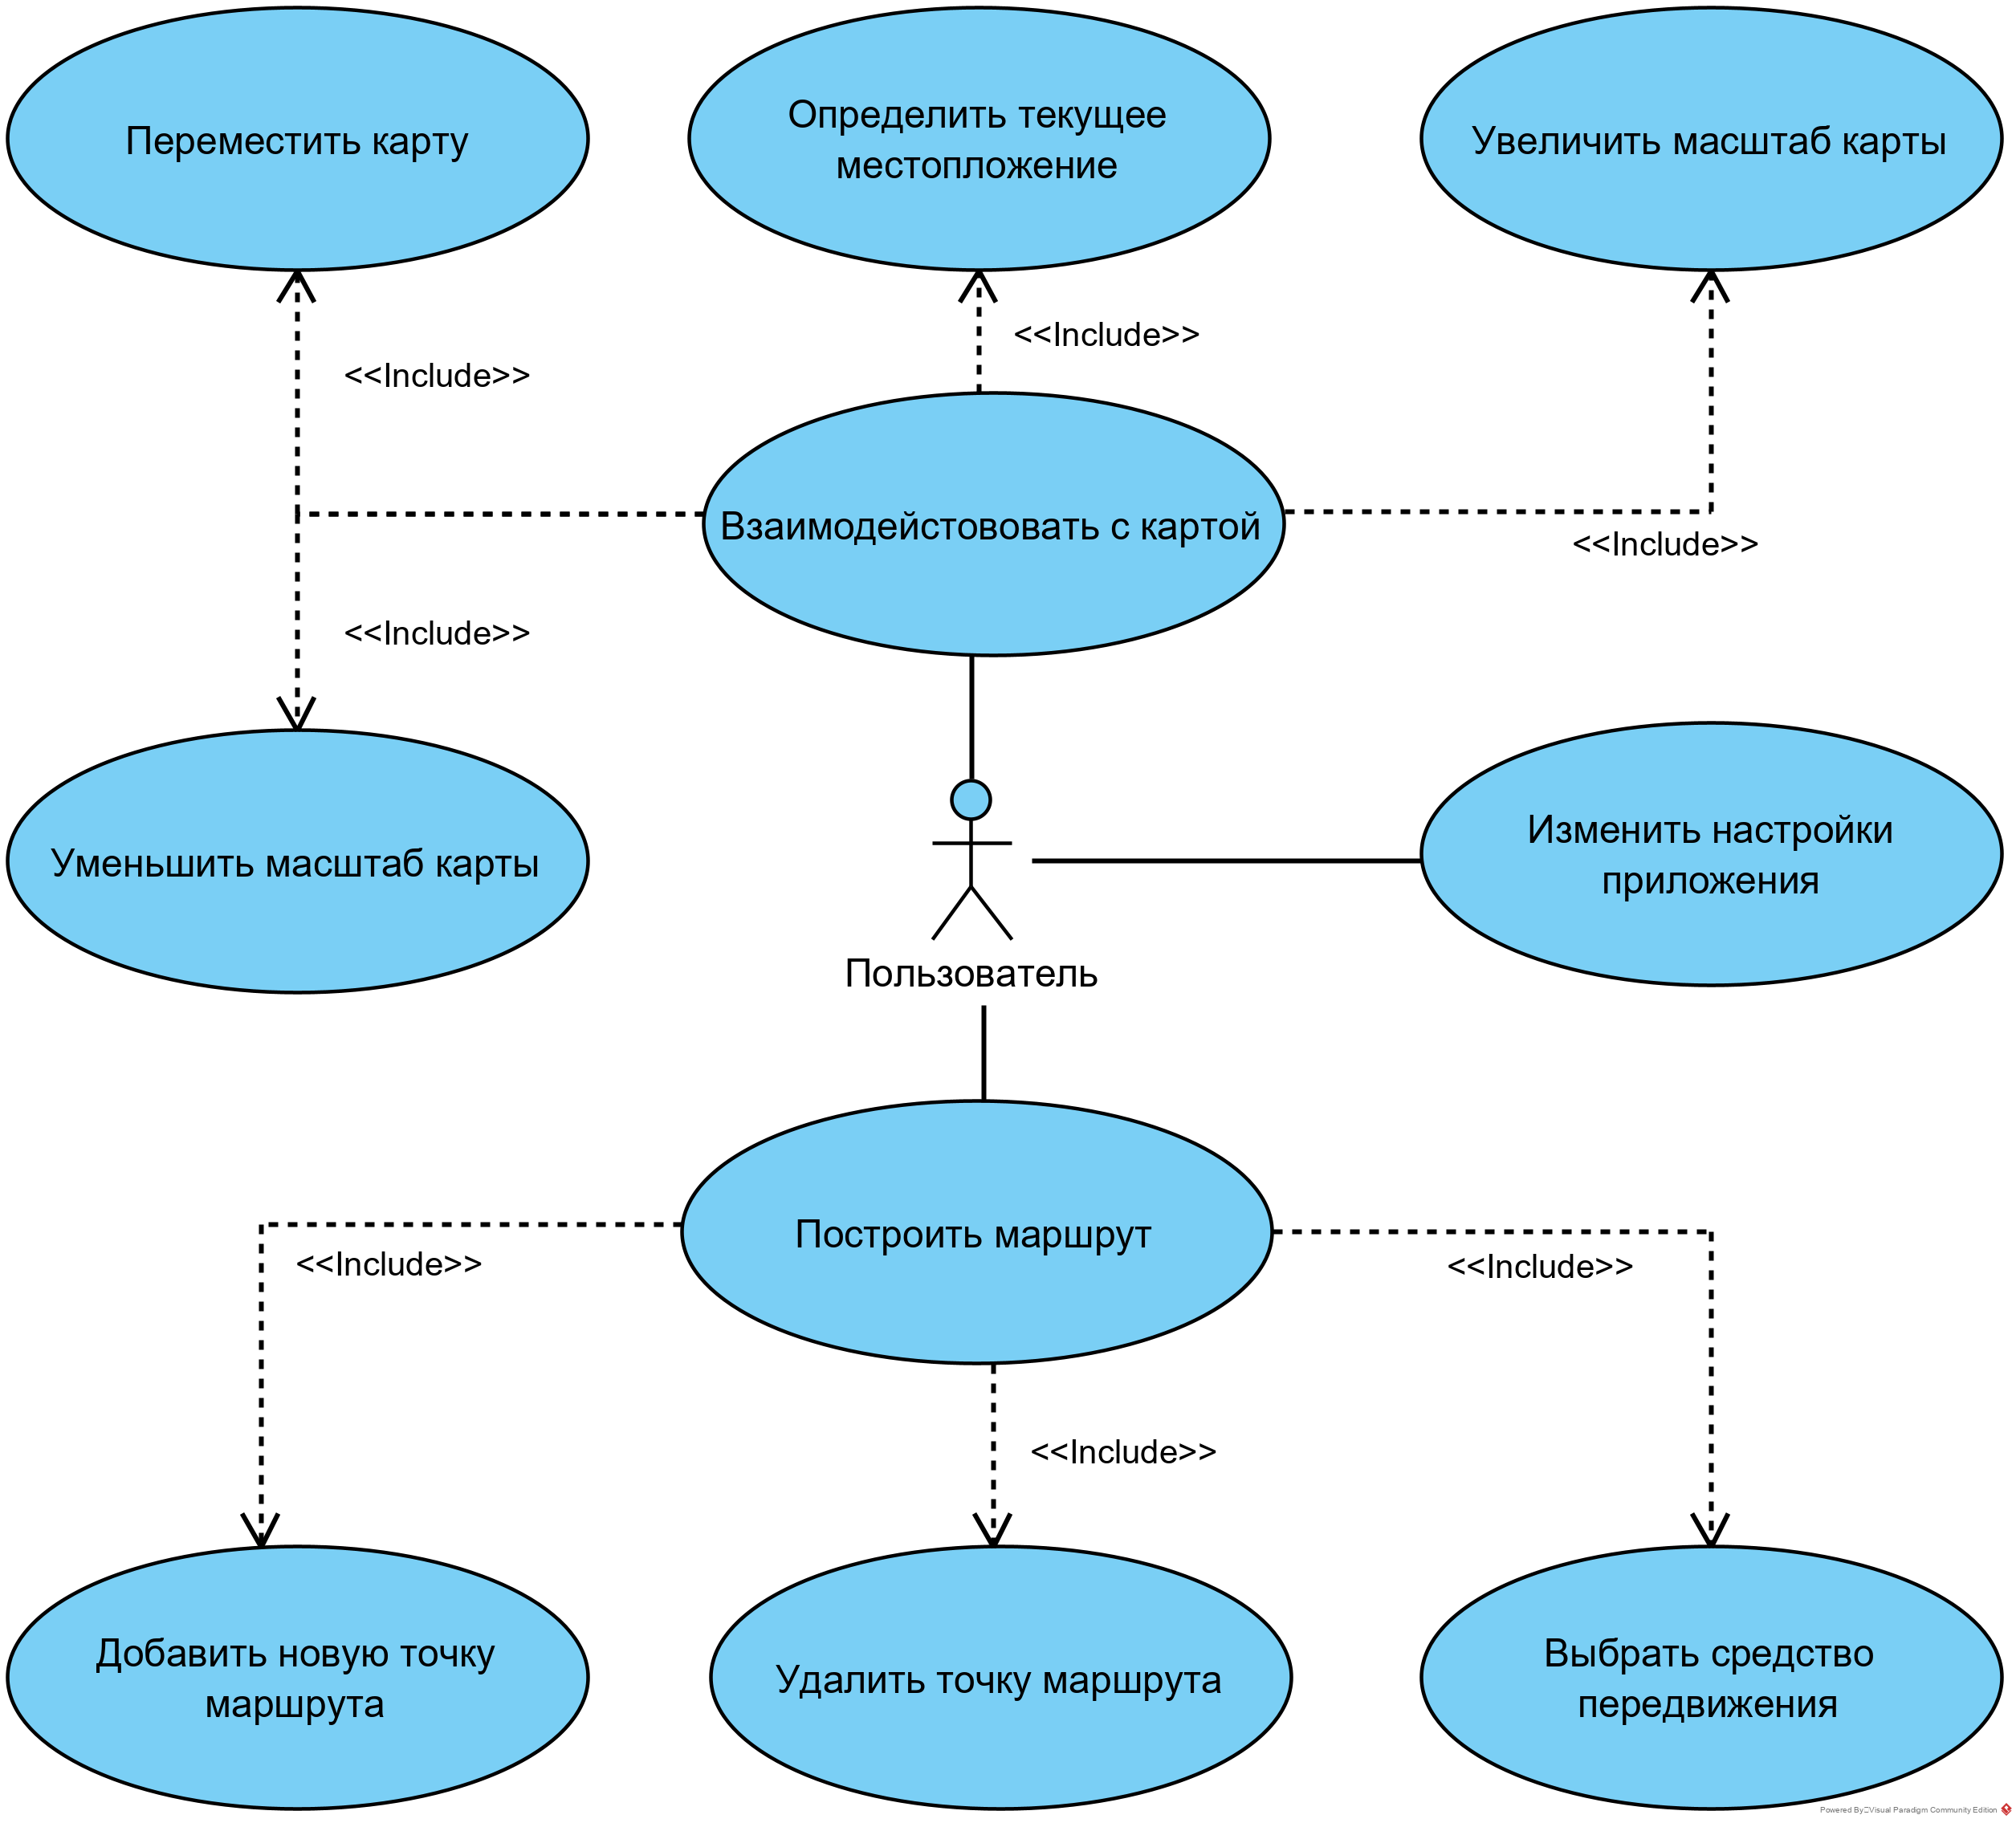 Переместить карту
Определить текущее
местопложение
Увеличить масштаб карты
<<Include>>
<<Include>>
Взаимодейстововать с картой
<<Include>>
<<Include>>
Уменьшить масштаб карты
Изменить настройки
приложения
Пользователь
Построить маршрут
<<Include>>
<<Include>>
<<Include>>
Добавить новую точку
маршрута
Удалить точку маршрута
Выбрать средство
передвижения
Powered By Visual Paradigm Community Edition